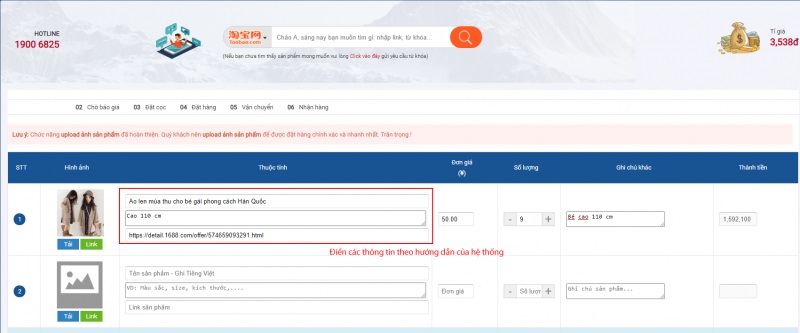 HOTLINE
1900 6825
淘宝网
Taobao.com
Chào A, sáng nay bạn muốn tìm gì; nhập link, từ khóa...
(Nếu bạn chưa tìm thấy sản phẩm mong muốn vui lòng Click vào đây gửi yêu cầu từ khóa)
Tỉ giá
3,538đ
02 Chờ báo giá 03 Đặt cọc 04 Đặt hàng 05 Vận chuyển 06 Nhận hàng
Lưu ý: Chức năng upload ảnh sản phẩm đã hoàn thiện. Quý khách nên upload ảnh sản phẩm để được đặt hàng chính xác và nhanh nhất. Trân trọng !
STT Hình ảnh Thuộc tính Đơn giá (¥) Số lượng Ghi chú khác Thành tiền
1
Áo len mùa thu cho bé gái phong cách Hàn Quốc
Cao 110 cm
https://detail.1688.com/offer/574659093291.html
50.00
- 9 +
Bé cao 110 cm
1,592,100
Tải Link
Điền các thông tin theo hướng dẫn của hệ thống
2
Tên sản phẩm - Ghi Tiếng Việt
VD: Màu sắc, size, kích thước,....
Link sản phẩm
Đơn giá
- Số lượn +
Ghi chú sản phẩm...
Tải Link